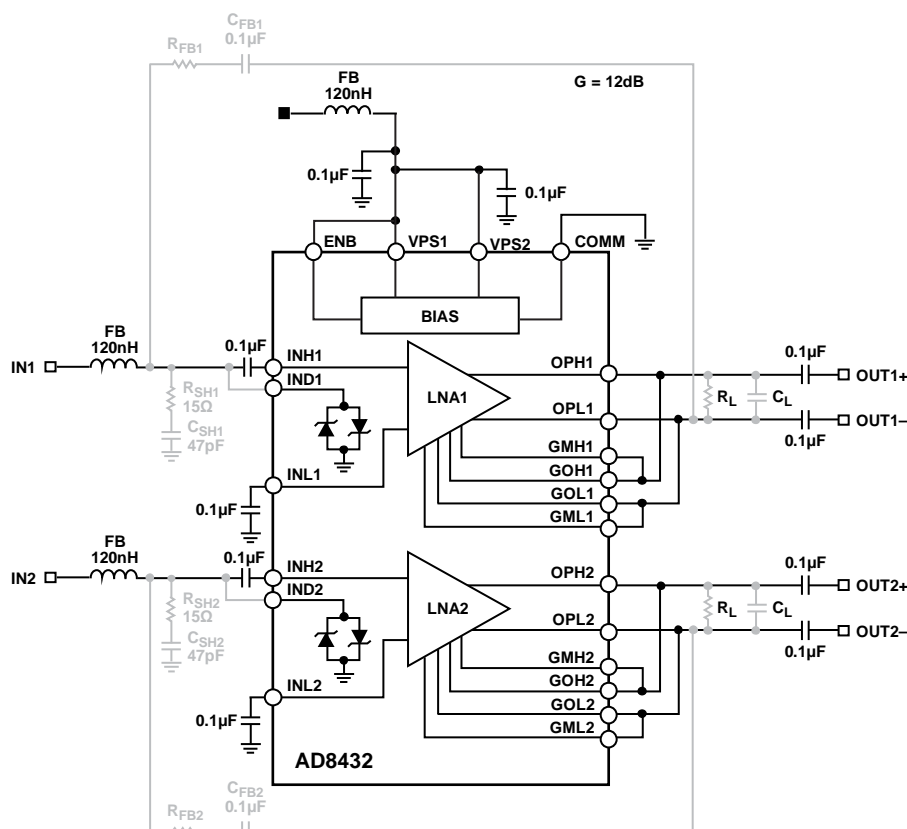 CFB1
0.1µF
RFB1
FB
120nH
G = 12dB
0.1µF
0.1µF
ENB
VPS1
VPS2
COMM
BIAS
FB
120nH
IN1
0.1µF
INH1
IND1
RSH1
15Ω
CSH1
47pF
LNA1
OPH1
OPL1
GMH1
GOH1
GOL1
GML1
0.1µF
OUT1+
RL
CL
OUT1–
0.1µF
INL1
0.1µF
FB
120nH
IN2
0.1µF
INH2
IND2
RSH2
15Ω
CSH2
47pF
LNA2
OPH2
OPL2
GMH2
GOH2
GOL2
GML2
0.1µF
OUT2+
RL
CL
OUT2–
0.1µF
INL2
0.1µF
AD8432
CFB2
0.1µF
RFB2